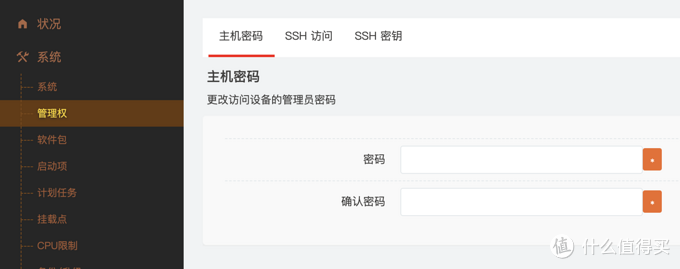 状况
系统
系统
管理权
软件包
启动项
计划任务
挂载点
CPU限制
主机密码 SSH 访问 SSH 密钥
主机密码
更改访问设备的管理员密码
密码
确认密码
值 什么值得买